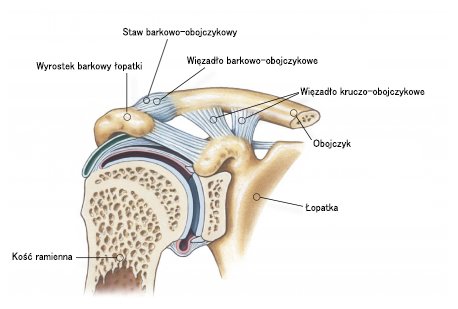 Staw barkowo-obojczykowy
Więzadło barkowo-obojczykowe
Wyrostek barkowy łopatki
Więzadło kruczo-obojczykowe
Obojczyk
Łopatka
Kość ramienna